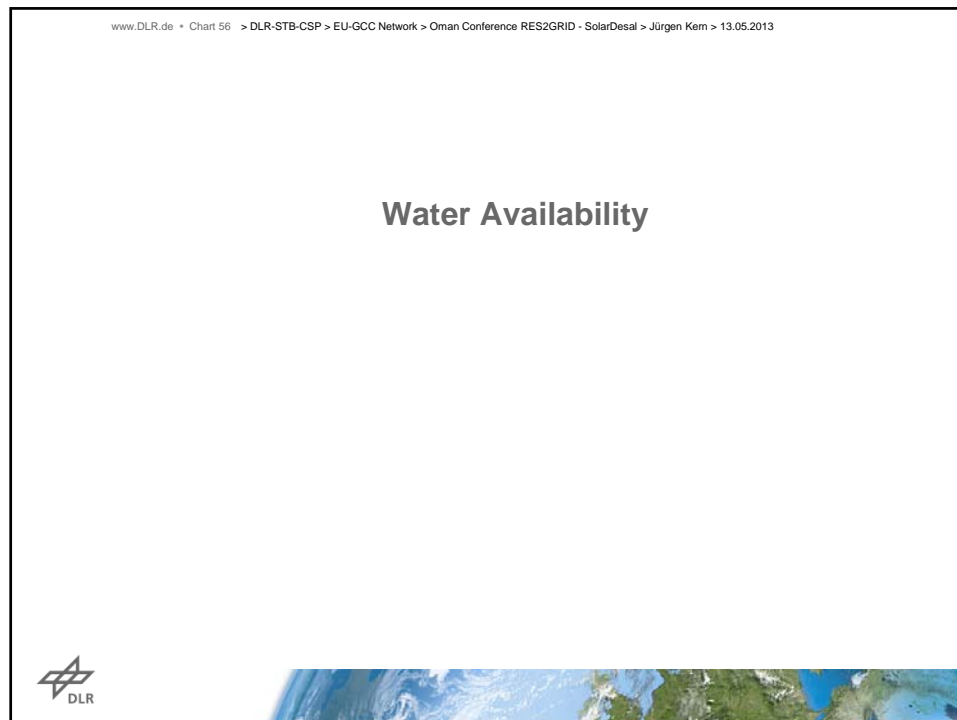 www.DLR.de • Chart 56 > DLR-STB-CSP > EU-GCC Network > Oman Conference RES2GRID - SolarDesal > Jürgen Kern > 13.05.2013
Water Availability
DLR